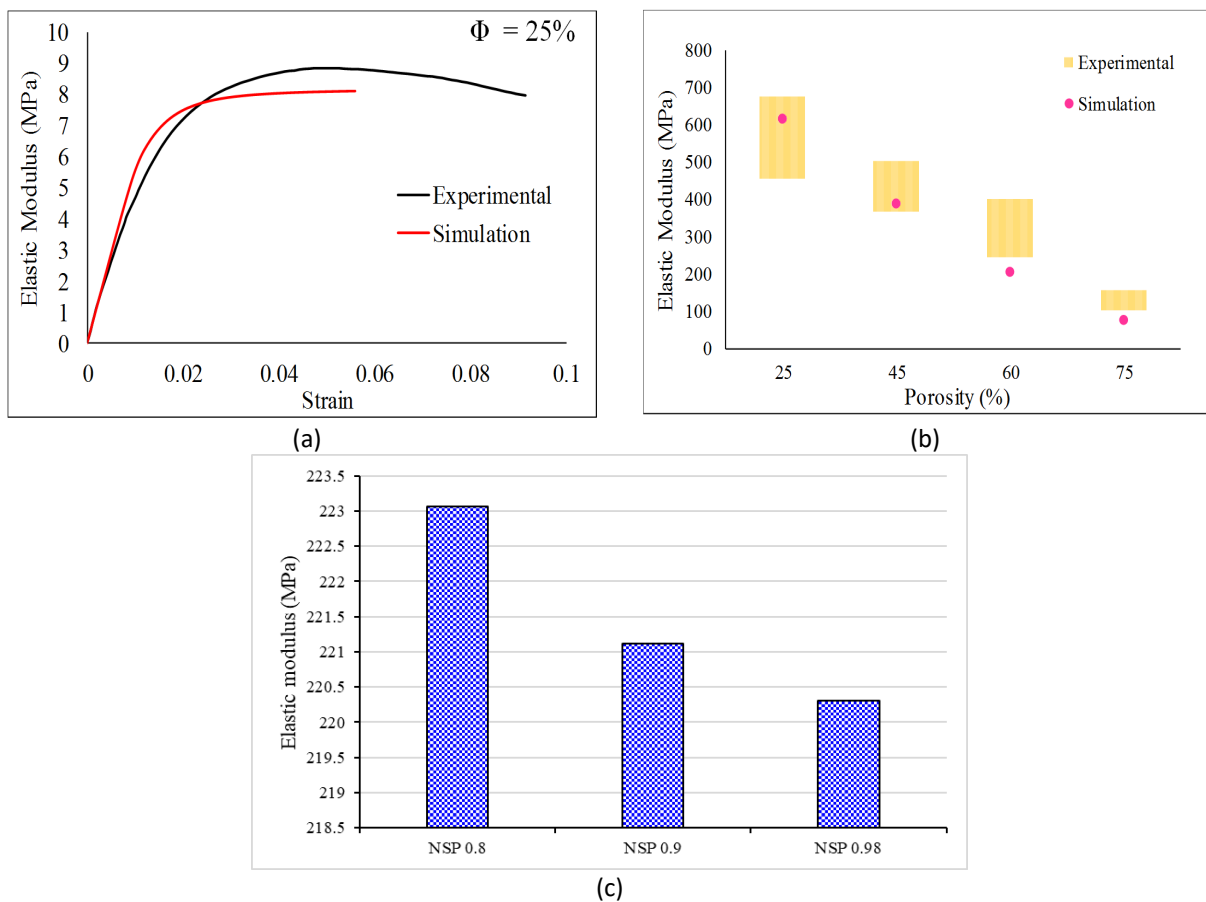 Φ = 25%
Elastic Modulus (MPa)
10
9
8
7
6
5
4
3
2
1
0
Experimental
Simulation
0 0.02 0.04 0.06 0.08 0.1
Strain
(a)
Elastic Modulus (MPa)
800
700
600
500
400
300
200
100
0
Experimental
Simulation
25 45 60 75
Porosity (%)
(b)
Elastic modulus (MPa)
223.5
223
222.5
222
221.5
221
220.5
220
219.5
219
218.5
NSP 0.8 NSP 0.9 NSP 0.98
(c)